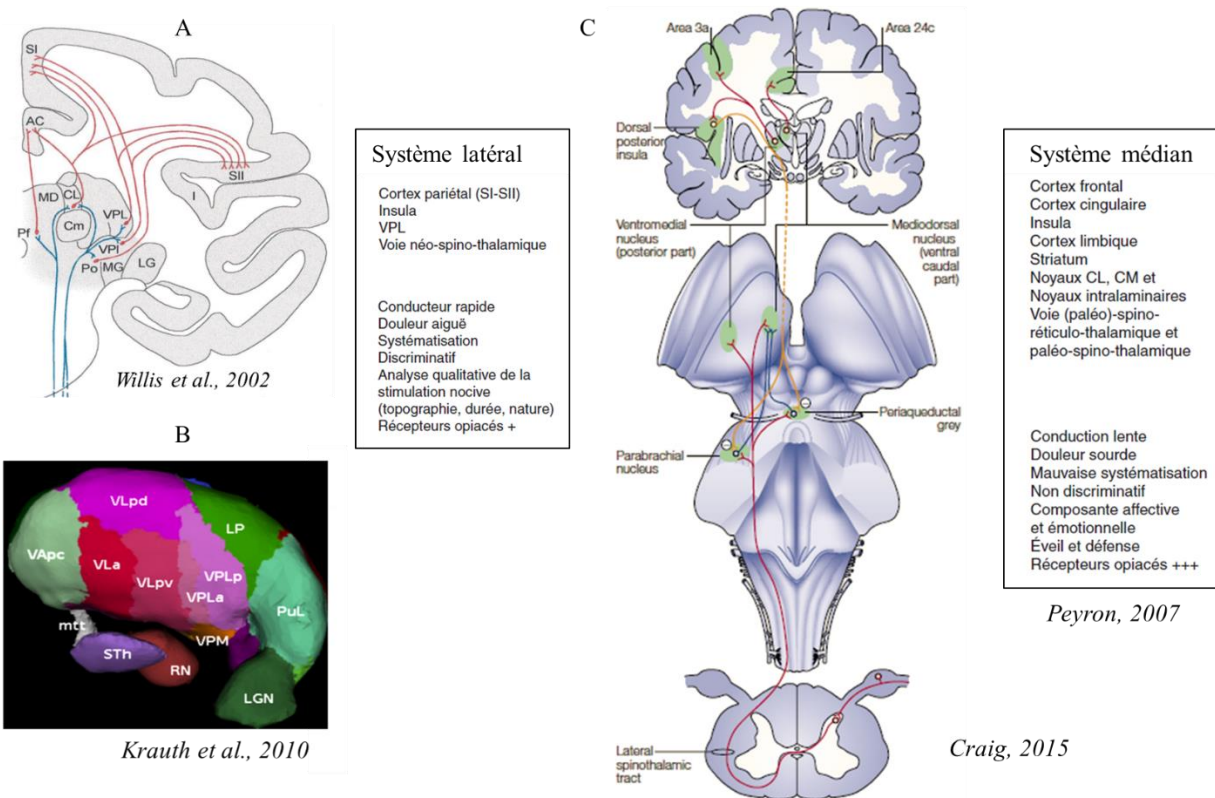 A
SI
AC
MD
CL
VPL
Cm
Pf
VPI
Po
MG
LG
I
SII
Willis et al., 2002
Système latéral
Cortex pariétal (SI-SII)
Insula
VPL
Voie néo-spino-thalamique
Conducteur rapide
Douleur aiguë
Systématisation
Discriminatif
Analyse qualitative de la
stimulation nocive
(topographie, durée, nature)
Récepteurs opiacés +
B
VLpd
LP
VApc
VLa
VLpv
VPLp
VPLa
PuL
mtt
VPM
STh
RN
LGN
Krauth et al., 2010
C
Area 3a
Area 24c
Dorsal
posterior
insula
Ventromedial
nucleus
(posterior part)
Mediodorsal
nucleus
(ventral
caudal
part)
Periaqueductal
grey
Parabrachial
nucleus
Lateral
spinothalamic
tract
Craig, 2015
Système médian
Cortex frontal
Cortex cingulaire
Insula
Cortex limbique
Striatum
Noyaux CL, CM et
Noyaux intralaminaires
Voie (paléo)-spino-
réticulo-thalamique et
paléo-spino-thalamique
Conduction lente
Douleur sourde
Mauvaise systématisation
Non discriminatif
Composante affective
et émotionnelle
Éveil et défense
Récepteurs opiacés +++
Peyron, 2007